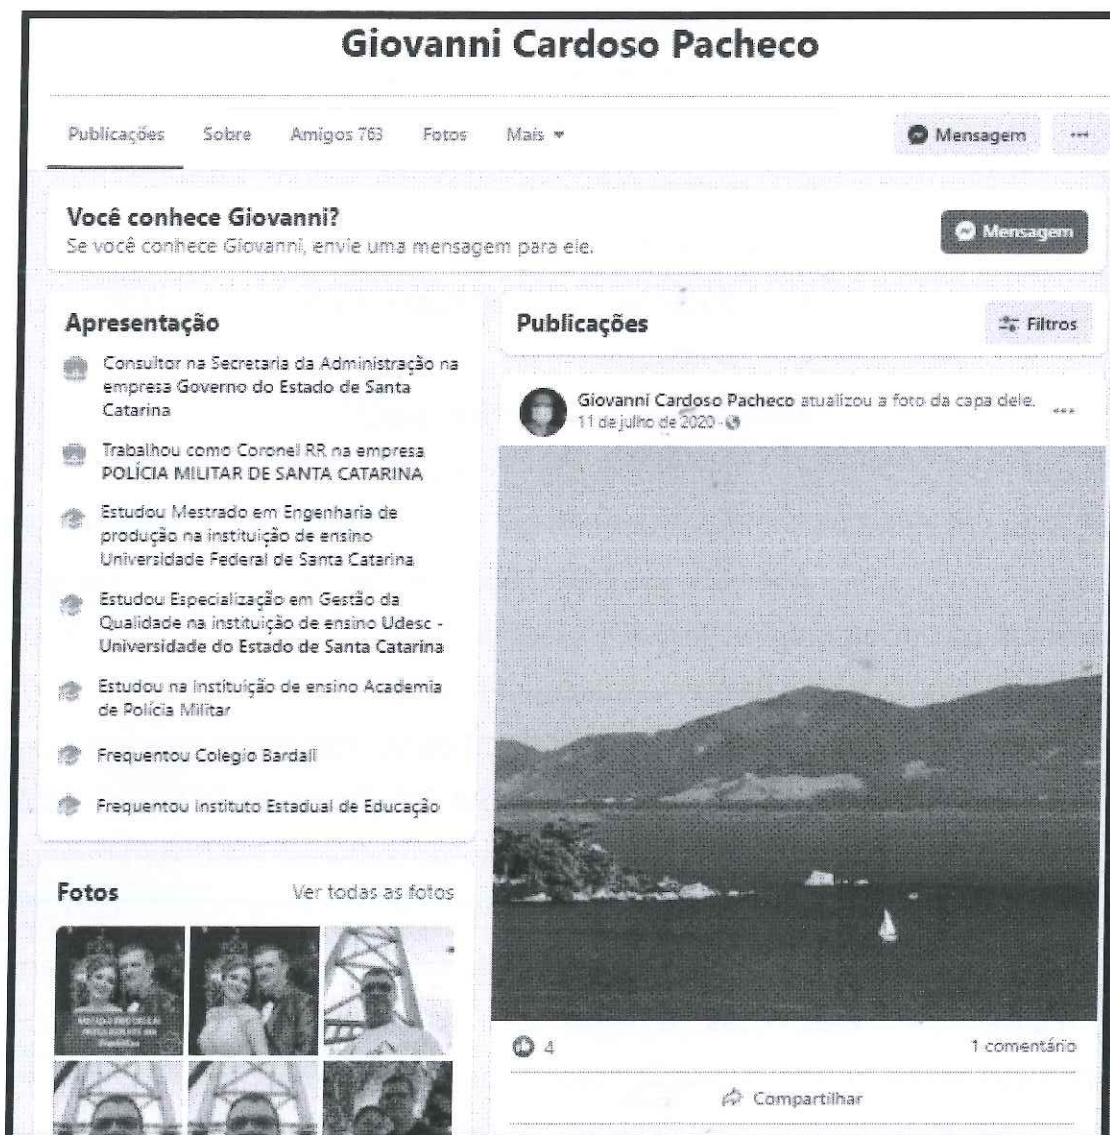 Giovanni Cardoso Pacheco
Publicações Sobre Amigos 763 Fotos Mais
Mensagem
Você conhece Giovanni?
Se você conhece Giovanni, envie uma mensagem para ele.
Mensagem
Apresentação
Consultor na Secretaria da Administração na
empresa Governo do Estado de Santa
Catarina
Trabalhou como Coronel RR na empresa
POLÍCIA MILITAR DE SANTA CATARINA
Estudou Mestrado em Engenharia de
produção na instituição de ensino
Universidade Federal de Santa Catarina
Estudou Especialização em Gestão da
Qualidade na instituição de ensino Udesc -
Universidade do Estado de Santa Catarina
Estudou na instituição de ensino Academia
de Polícia Militar
Frequentou Colegio Bardall
Frequentou Instituto Estadual de Educação
Fotos
Ver todas as fotos
Publicações
Filtros
Giovanni Cardoso Pacheco atualizou a foto da capa dele.
11 de julho de 2020 ·
4
1 comentário
Compartilhar